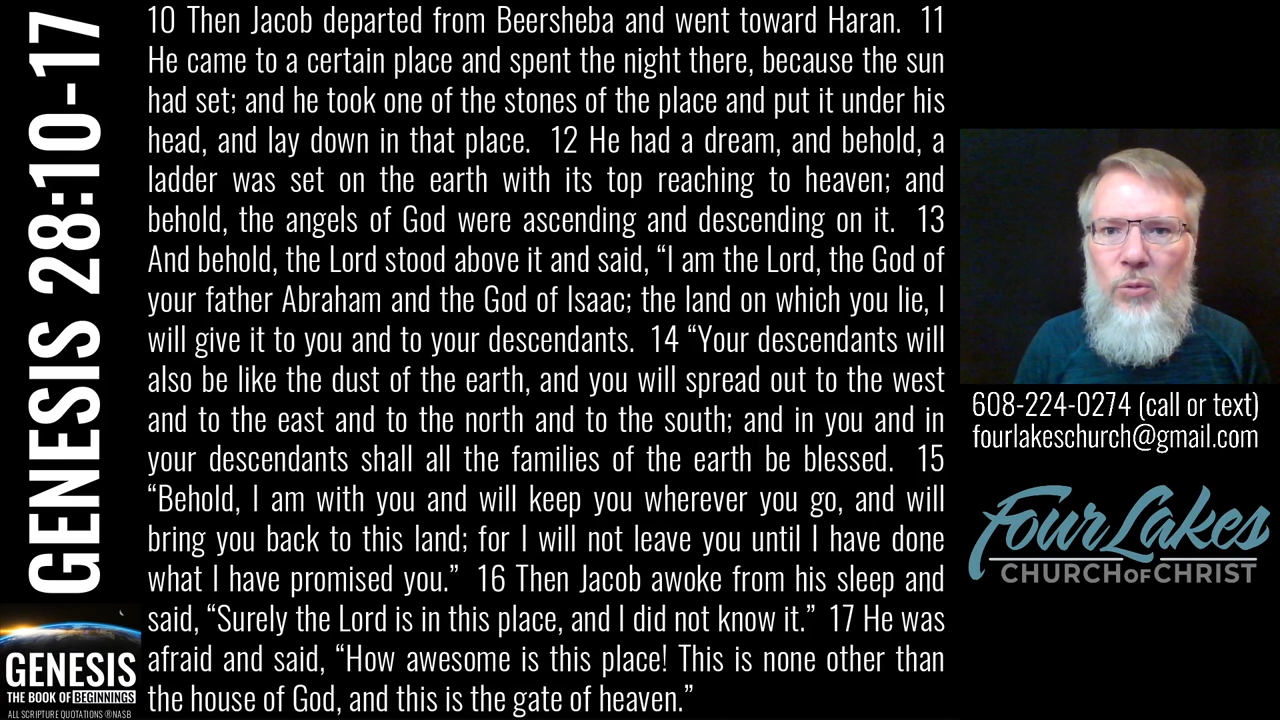 GENESIS 28:10-17
10 Then Jacob departed from Beersheba and went toward Haran. 11
He came to a certain place and spent the night there, because the sun
had set; and he took one of the stones of the place and put it under his
head, and lay down in that place. 12 He had a dream, and behold, a
ladder was set on the earth with its top reaching to heaven; and
behold, the angels of God were ascending and descending on it. 13
And behold, the Lord stood above it and said, “I am the Lord, the God of
your father Abraham and the God of Isaac; the land on which you lie, I
will give it to you and to your descendants. 14 “Your descendants will
also be like the dust of the earth, and you will spread out to the west
and to the east and to the north and to the south; and in you and in
your descendants shall all the families of the earth be blessed. 15
“Behold, I am with you and will keep you wherever you go, and will
bring you back to this land; for I will not leave you until I have done
what I have promised you.” 16 Then Jacob awoke from his sleep and
said, “Surely the Lord is in this place, and I did not know it.” 17 He was
afraid and said, “How awesome is this place! This is none other than
the house of God, and this is the gate of heaven.”
GENESIS
THE BOOK OF BEGINNINGS
ALL SCRIPTURE QUOTATIONS ®NASB
608-224-0274 (call or text)
fourlakeschurch@gmail.com
Four Lakes
CHURCH OF CHRIST